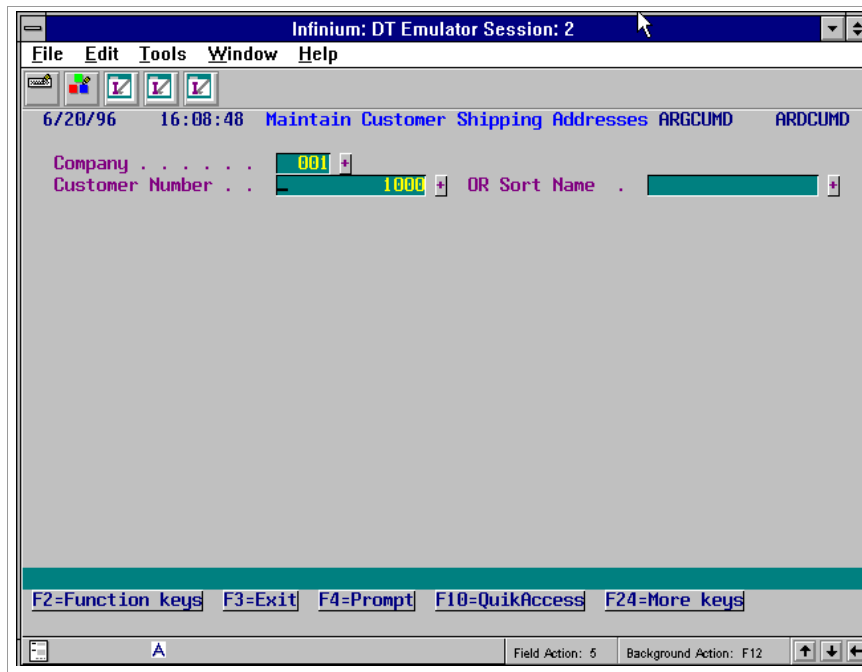 Infinium: DT Emulator Session: 2
File Edit Tools Window Help
6/20/96 16:08:48 Maintain Customer Shipping Addresses ARGCUMD ARDCUMD
Company . . . . . . 001 +
Customer Number . . 1000 + OR Sort Name . +
F2=Function keys F3=Exit F4=Prompt F10=QuikAccess F24=More keys
A Field Action: 5 Background Action: F12